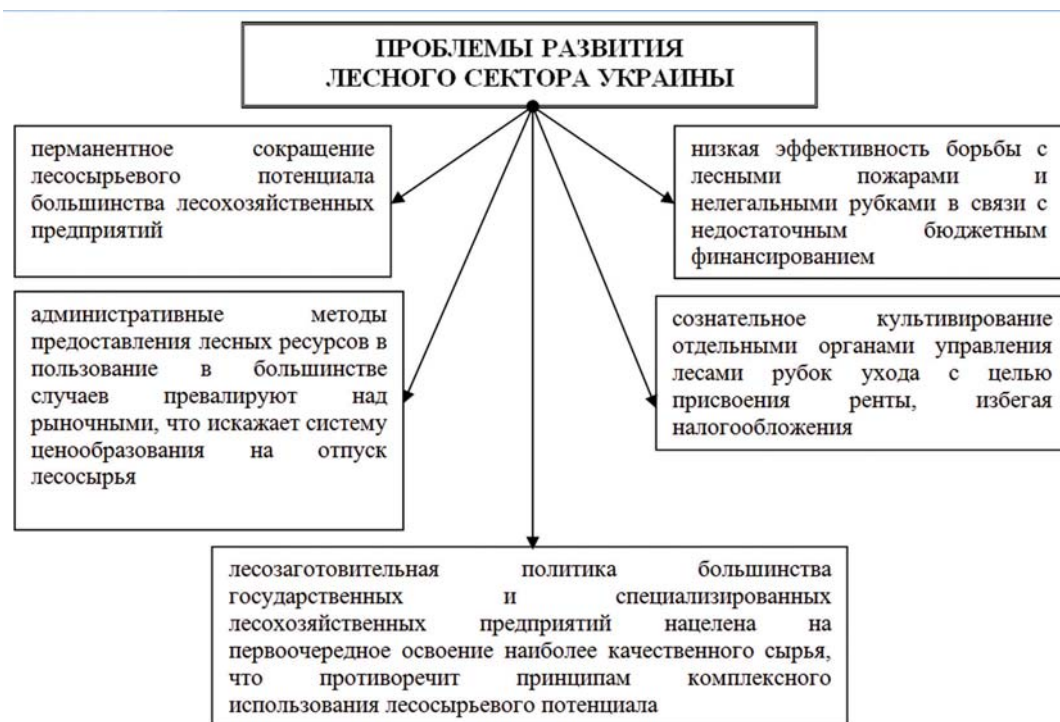 ПРОБЛЕМЫ РАЗВИТИЯ
ЛЕСНОГО СЕКТОРА УКРАИНЫ
перманентное сокращение
лесосырьевого потенциала
большинства лесохозяйственных
предприятий
низкая эффективность борьбы с
лесными пожарами и
нелегальными рубками в связи с
недостаточным бюджетным
финансированием
административные методы
предоставления лесных ресурсов в
пользование в большинстве
случаев превалируют над
рыночными, что искажает систему
ценообразования на отпуск
лесосырья
сознательное культивирование
отдельными органами управления
лесами рубок ухода с целью
присвоения ренты, избегая
налогообложения
лесозаготовительная политика большинства
государственных и специализированных
лесохозяйственных предприятий нацелена на
первоочередное освоение наиболее качественного сырья,
что противоречит принципам комплексного
использования лесосырьевого потенциала